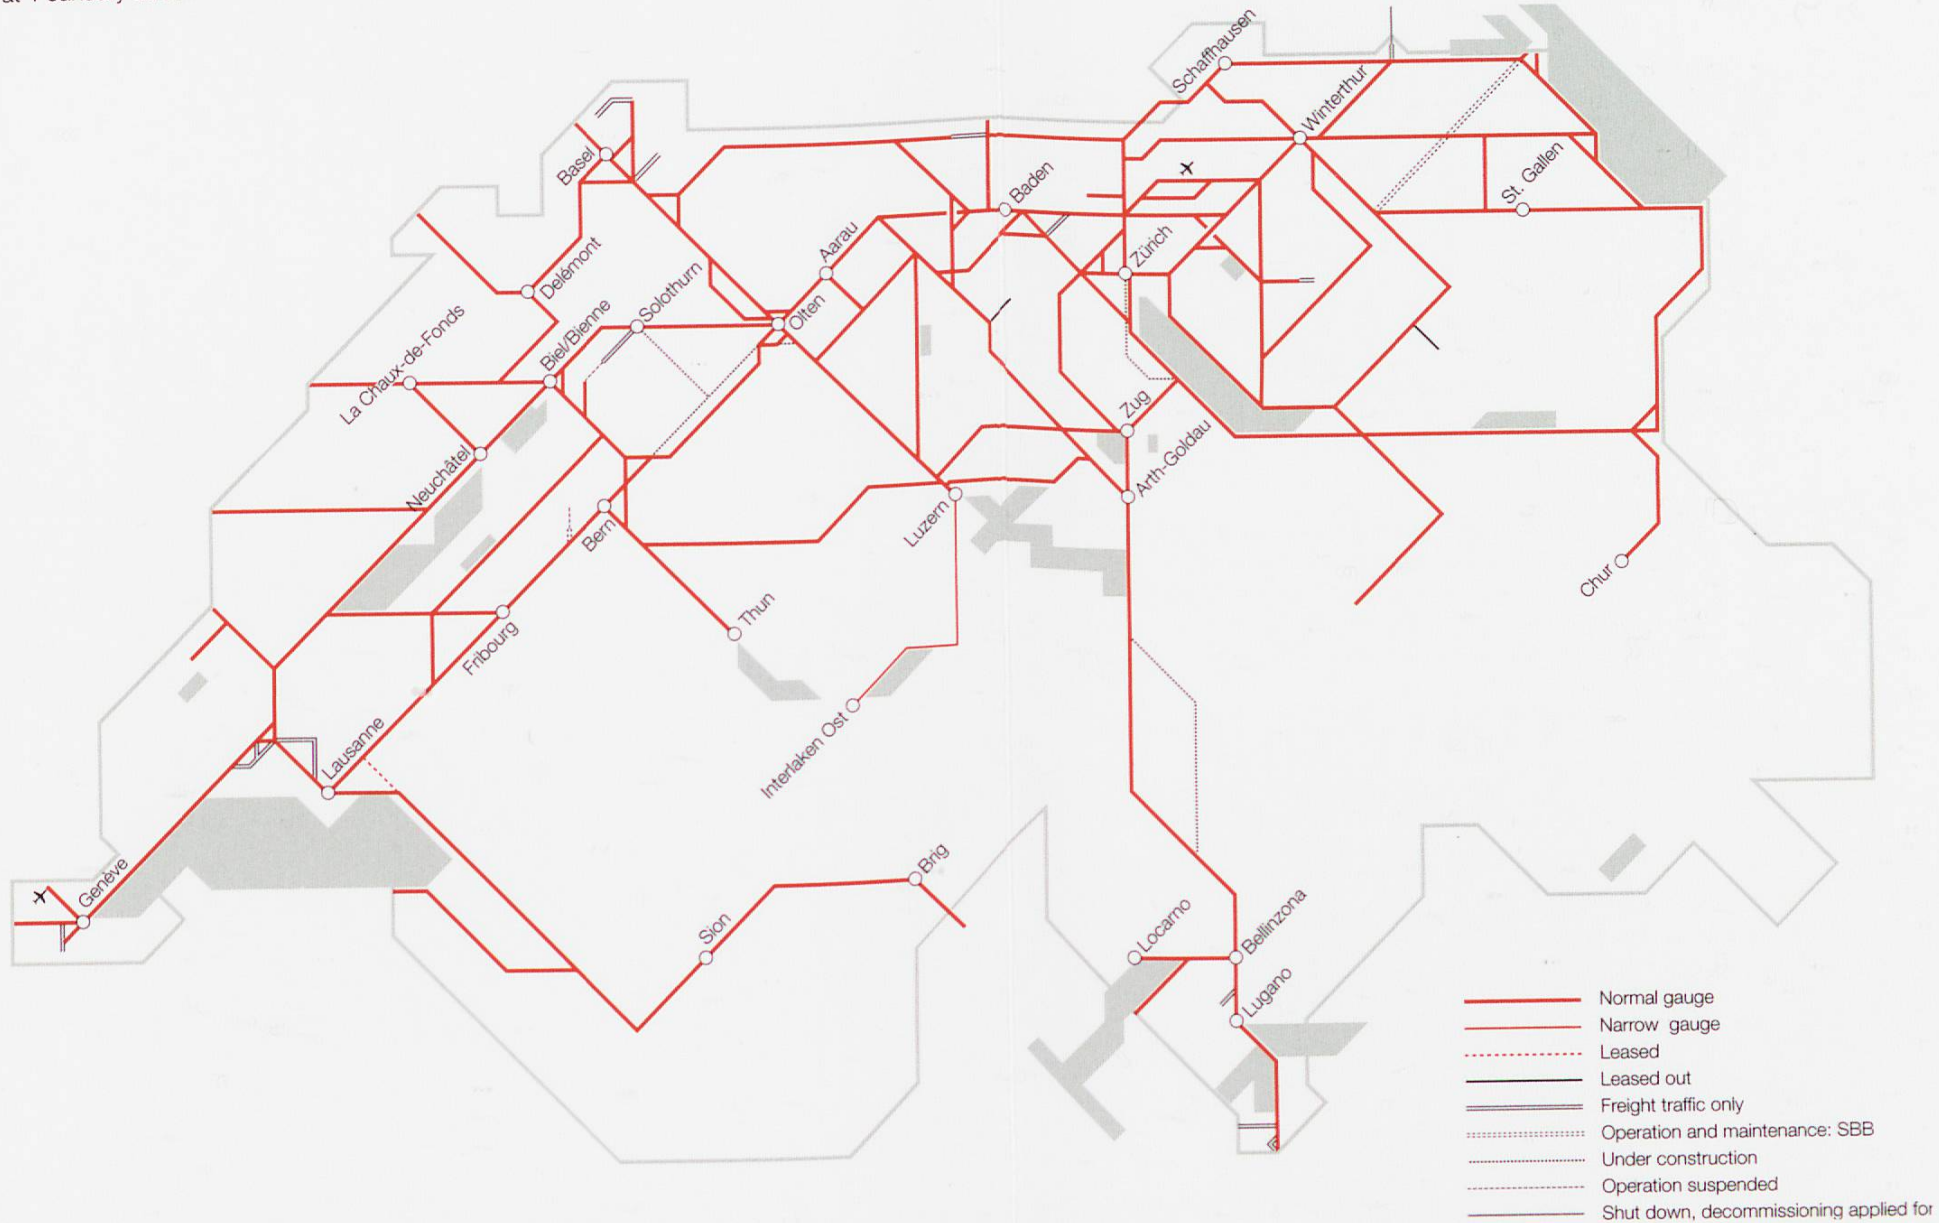 Schaffhausen
Winterthur
Basel
Baden
St. Gallen
Aarau
Zürich
Delémont
Solothurn
Olten
Biel/Bienne
La Chaux-de-Fonds
Zug
Neuchâtel
Arth-Goldau
Luzern
Bern
Chur
Thun
Fribourg
Interlaken Ost
Lausanne
Brig
Genève
Sion
Locarno
Bellinzona
Lugano
Normal gauge
Narrow gauge
Leased
Leased out
Freight traffic only
Operation and maintenance: SBB
Under construction
Operation suspended
Shut down, decommissioning applied for